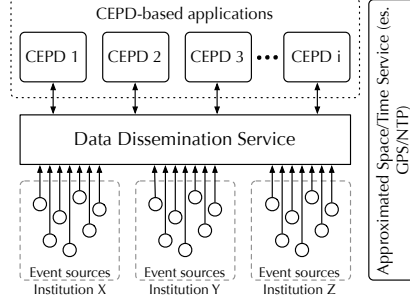 CEPD-based applications
CEPD 1
CEPD 2
CEPD 3
CEPD i
Data Dissemination Service
Event sources
Institution X
Event sources
Institution Y
Event sources
Institution Z
Approximated Space/Time Service (es.
GPS/NTP)